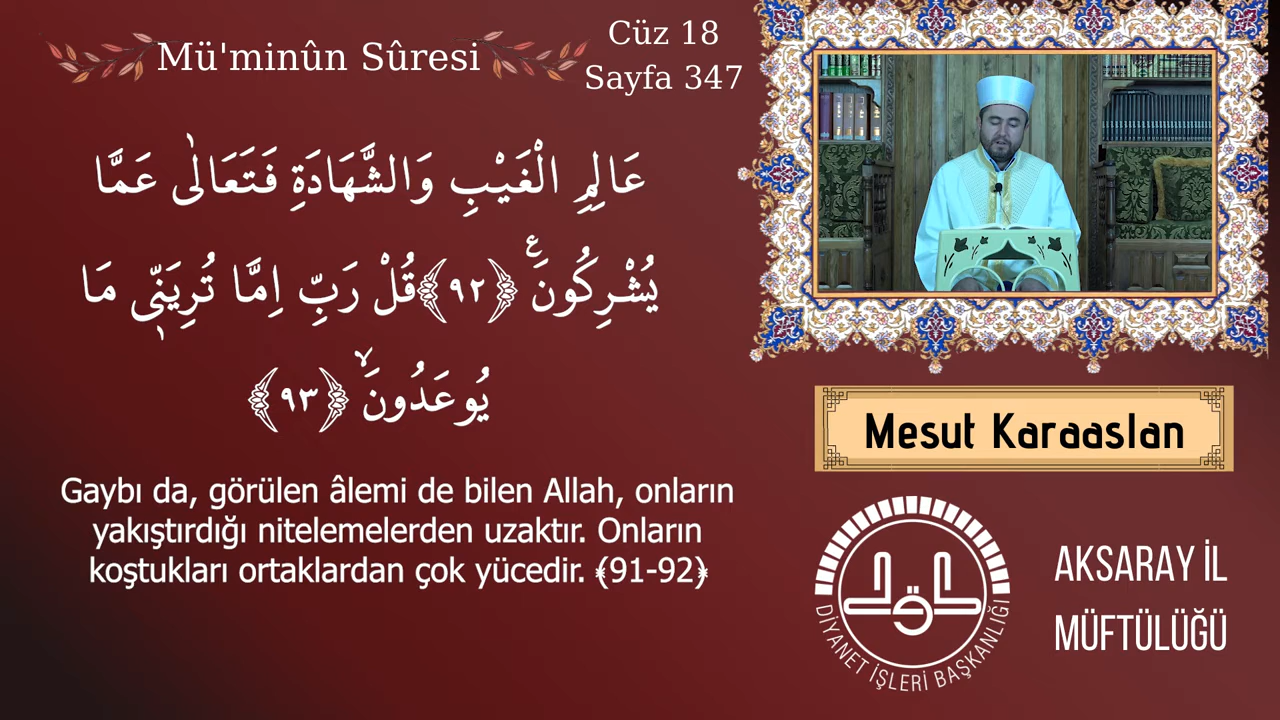 Mü'minûn Sûresi
Cüz 18
Sayfa 347
عَالِمِ الْغَيْبِ وَالشَّهَادَةِ فَتَعَالٰى عَمَّا
يُشْرِكُونَࣖ ﴿٩٢﴾قُلْ رَبِّ اِمَّا تُرِيَنّ۪ي مَا
يُوعَدُونَۙ ﴿٩٣﴾
Gaybı da, görülen âlemi de bilen Allah, onların
yakıştırdığı nitelemelerden uzaktır. Onların
koştukları ortaklardan çok yücedir. ﴾91-92﴿
Mesut Karaaslan
DİYANET İŞLERİ BAŞKANLIĞI
AKSARAY İL
MÜFTÜLÜĞÜ